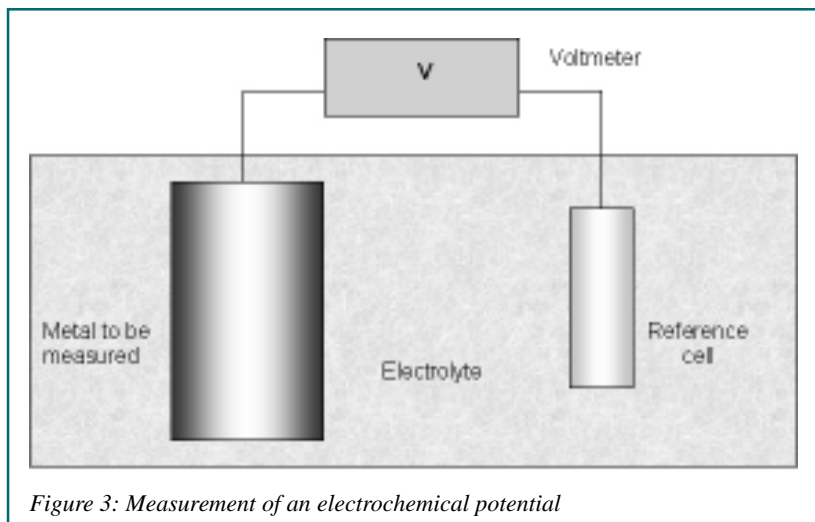 V
Voltmeter
Metal to be
measured
Electrolyte
Reference
cell
Figure 3: Measurement of an electrochemical potential